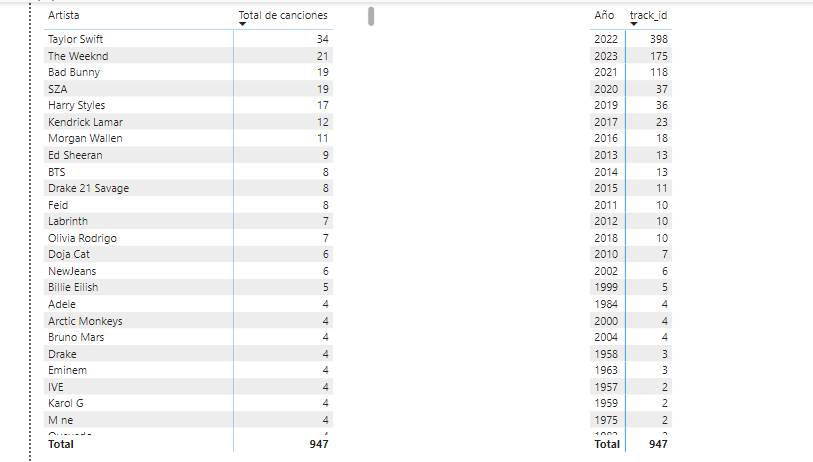 Artista Total de canciones
Taylor Swift 34
The Weeknd 21
Bad Bunny 19
SZA 19
Harry Styles 17
Kendrick Lamar 12
Morgan Wallen 11
Ed Sheeran 9
BTS 8
Drake 21 Savage 8
Feid 8
Labrinth 7
Olivia Rodrigo 7
Doja Cat 6
NewJeans 6
Billie Eilish 5
Adele 4
Arctic Monkeys 4
Bruno Mars 4
Drake 4
Eminem 4
IVE 4
Karol G 4
M ne 4
Total 947
Año track_id
2022 398
2023 175
2021 118
2020 37
2019 36
2017 23
2016 18
2013 13
2014 13
2015 11
2011 10
2012 10
2018 10
2010 7
2002 6
1999 5
1984 4
2000 4
2004 4
1958 3
1963 3
1957 2
1959 2
1975 2
Total 947